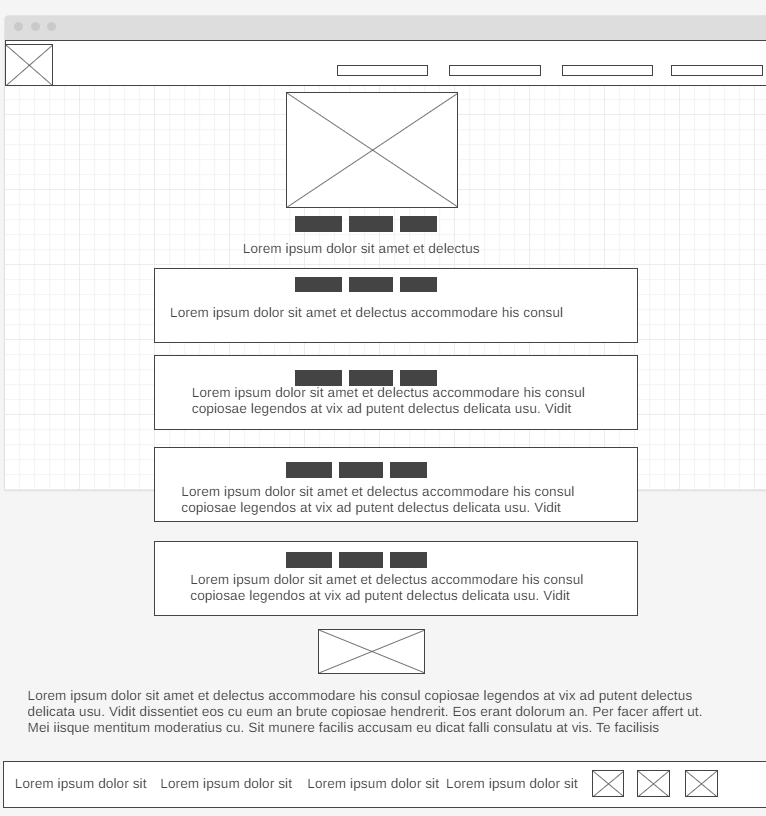 Lorem ipsum dolor sit amet et delectus
Lorem ipsum dolor sit amet et delectus accommodare his consul
Lorem ipsum dolor sit amet et delectus accommodare his consul
copiosae legendos at vix ad putent delectus delicata usu. Vidit
Lorem ipsum dolor sit amet et delectus accommodare his consul
copiosae legendos at vix ad putent delectus delicata usu. Vidit
Lorem ipsum dolor sit amet et delectus accommodare his consul
copiosae legendos at vix ad putent delectus delicata usu. Vidit
Lorem ipsum dolor sit amet et delectus accommodare his consul copiosae legendos at vix ad putent delectus
delicata usu. Vidit dissentiet eos cu eum an brute copiosae hendrerit. Eos erant dolorum an. Per facer affert ut.
Mei iisque mentitum moderatius cu. Sit munere facilis accusam eu dicat falli consulatu at vis. Te facilisis
Lorem ipsum dolor sit Lorem ipsum dolor sit Lorem ipsum dolor sit Lorem ipsum dolor sit